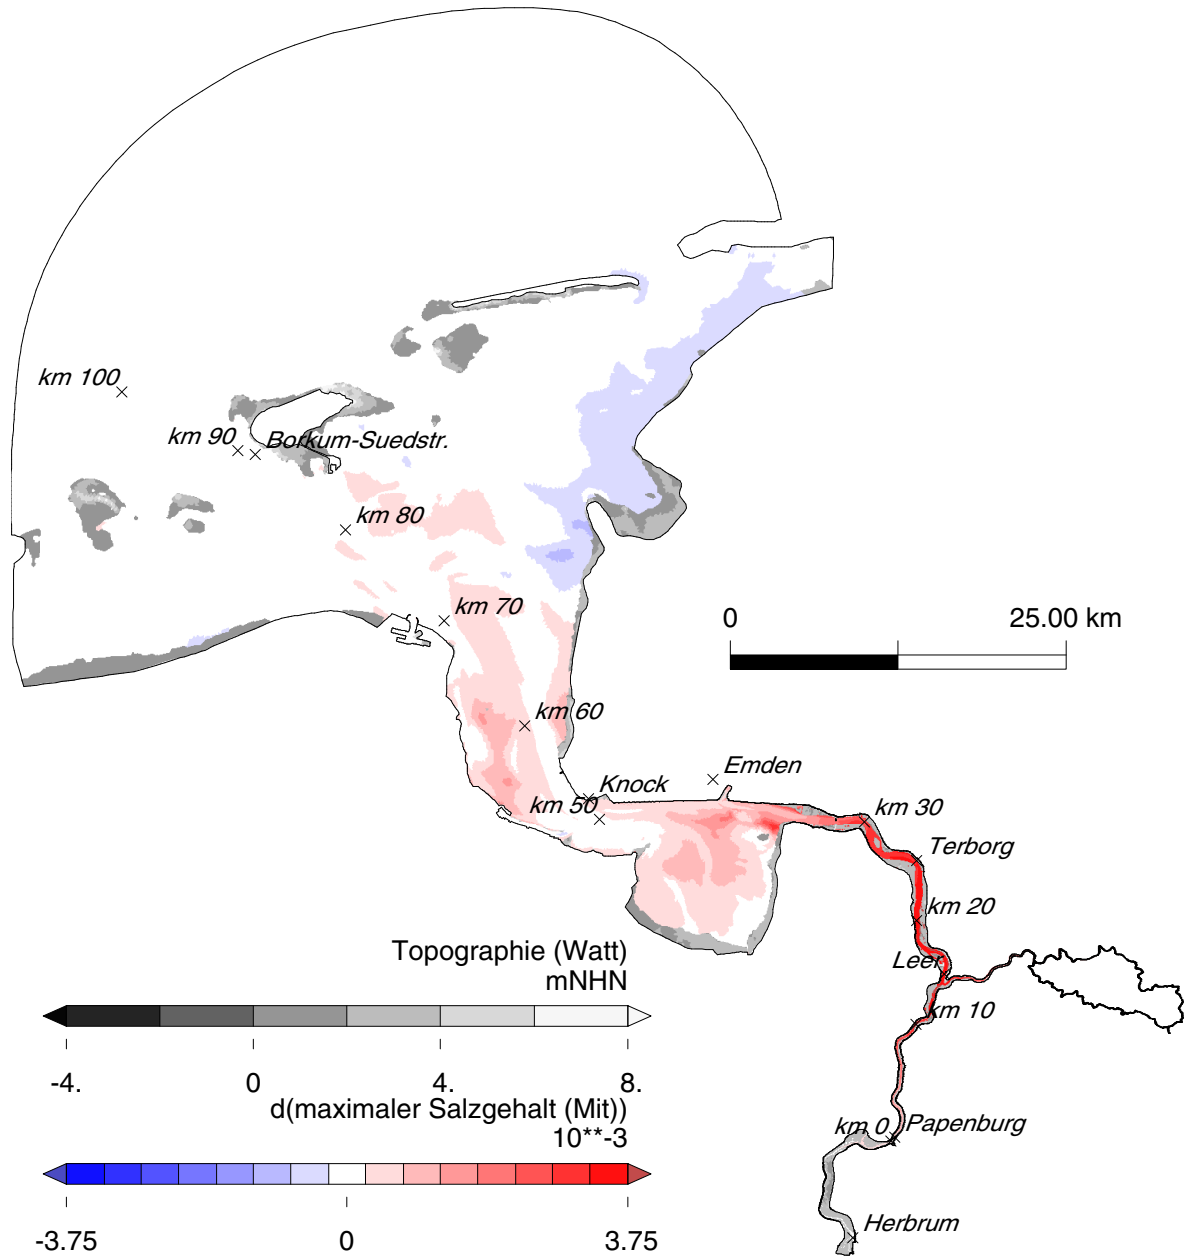 km 100
km 90
Borkum-Suedstr.
km 80
km 70
0
25.00 km
km 60
Emden
Knock
km 50
km 30
Terborg
km 20
Topographie (Watt)
mNHN
Leer
km 10
-4.
0
4.
8.
d(maximaler Salzgehalt (Mit))
10**-3
km 0
Papenburg
Herbrum
-3.75
0
3.75